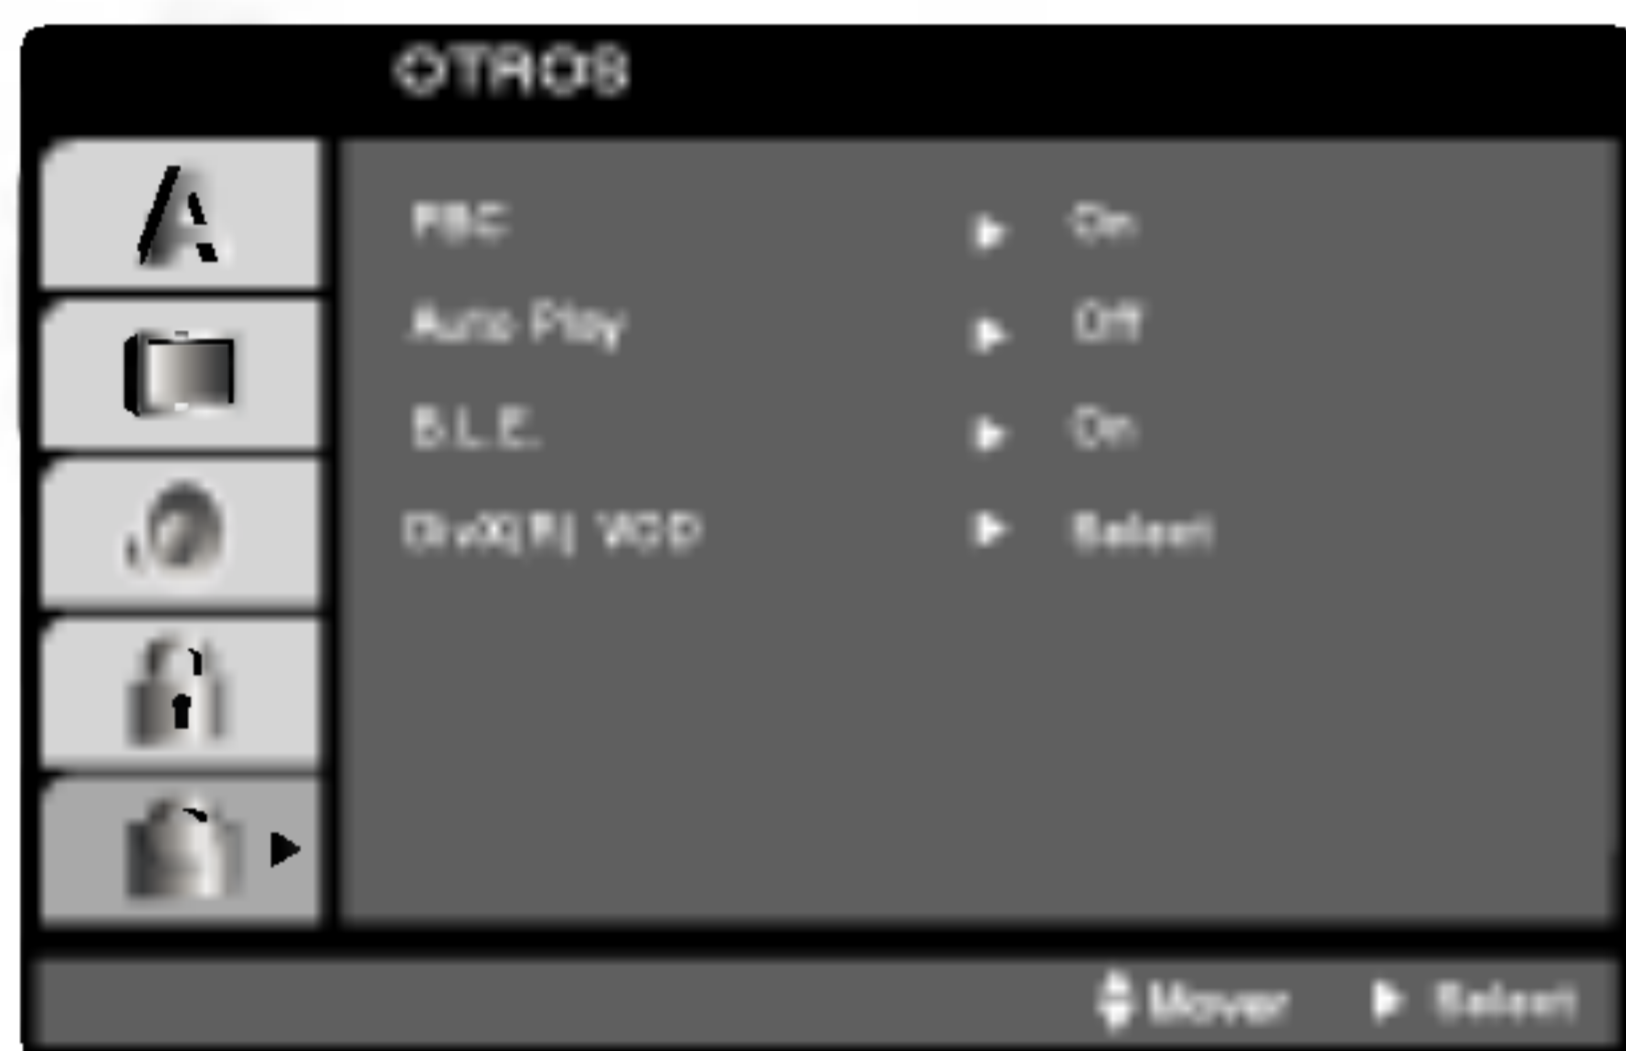 OTROS
PBC On
Auto Play Off
B.L.E. On
DivX(R) VOD Select
Mover Select